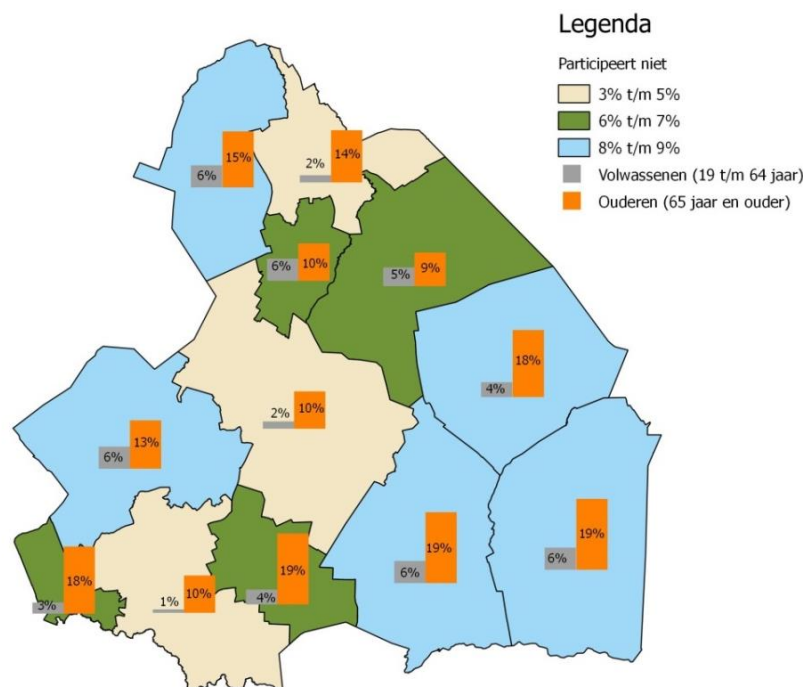 Legenda
Participeert niet
3% t/m 5%
6% t/m 7%
8% t/m 9%
Volwassenen (19 t/m 64 jaar)
Ouderen (65 jaar en ouder)
6% 15%
2% 14%
6% 10%
5% 9%
4% 18%
2% 10%
6% 13%
6% 19%
6% 19%
3% 18%
1% 10%
4% 19%